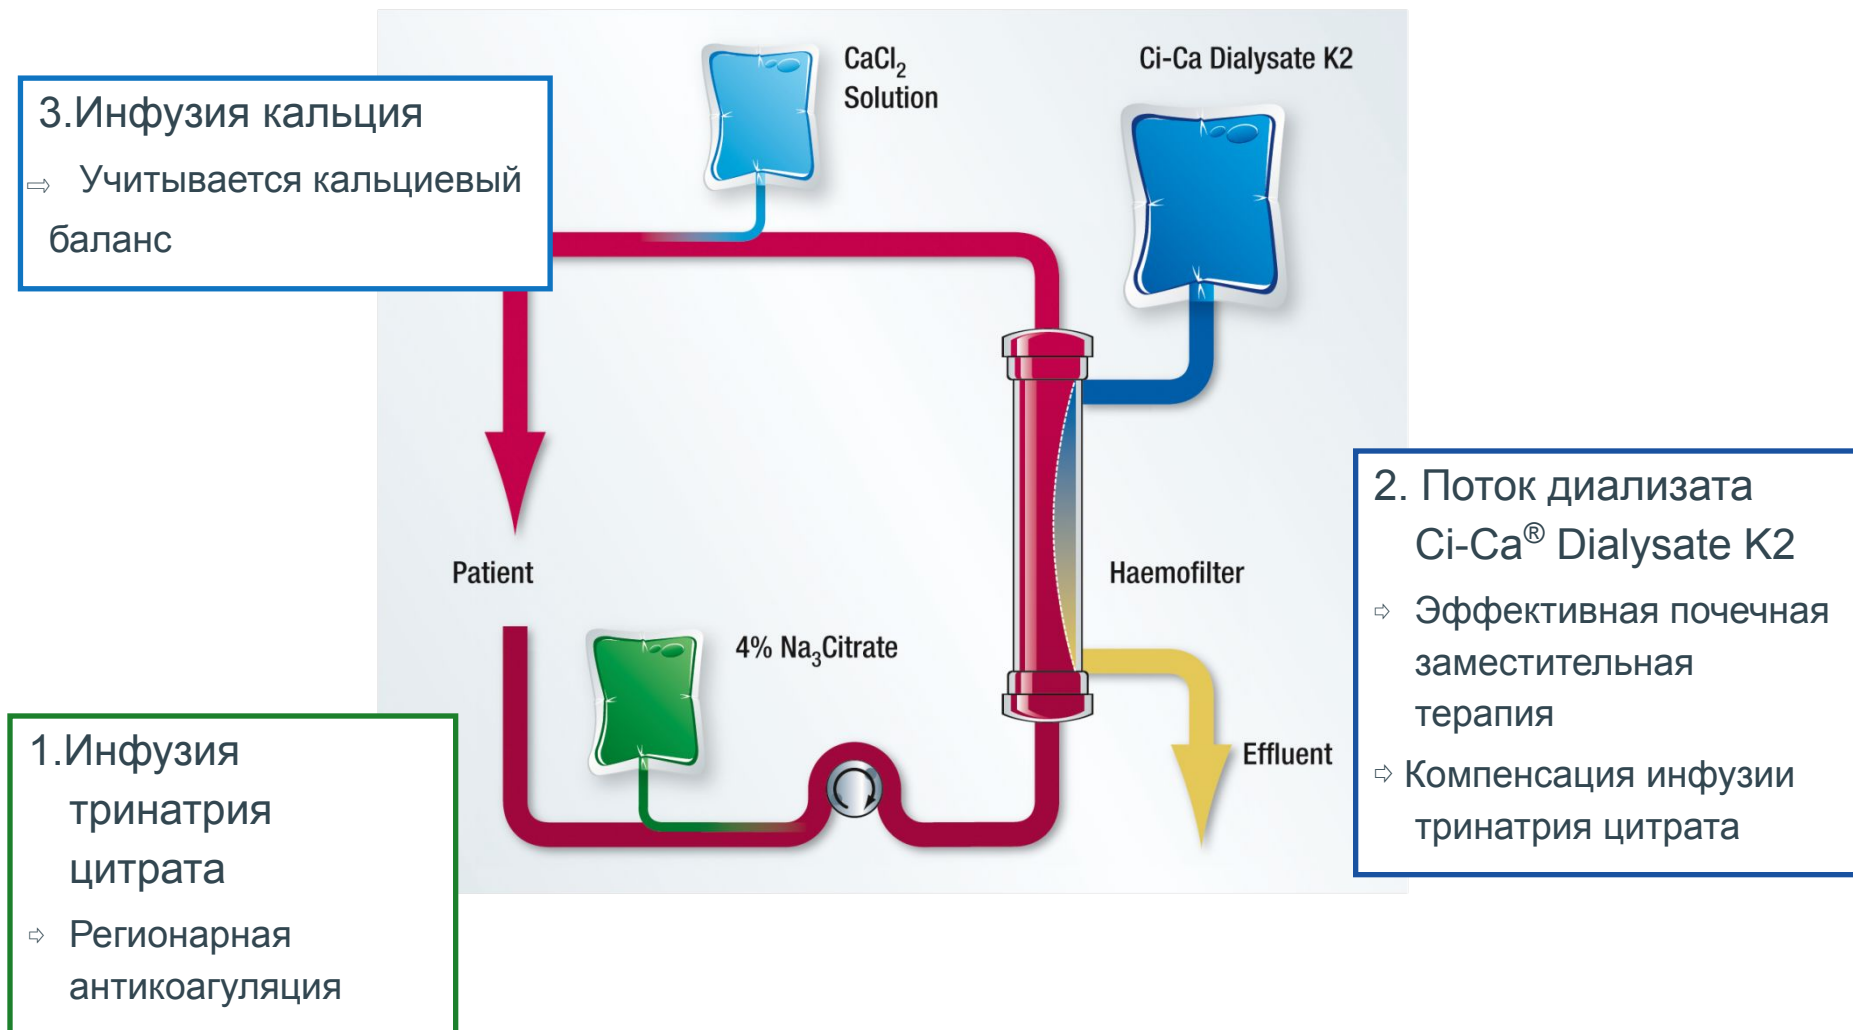 CaCl₂
Solution
Ci-Ca Dialysate K2
3.Инфузия кальция
⇨ Учитывается кальциевый
баланс
Patient
Haemofilter
4% Na₃Citrate
Effluent
2. Поток диализата
Ci-Ca® Dialysate K2
⇨ Эффективная почечная
заместительная
терапия
⇨ Компенсация инфузии
тринатрия цитрата
1.Инфузия
тринатрия
цитрата
⇨ Регионарная
антикоагуляция